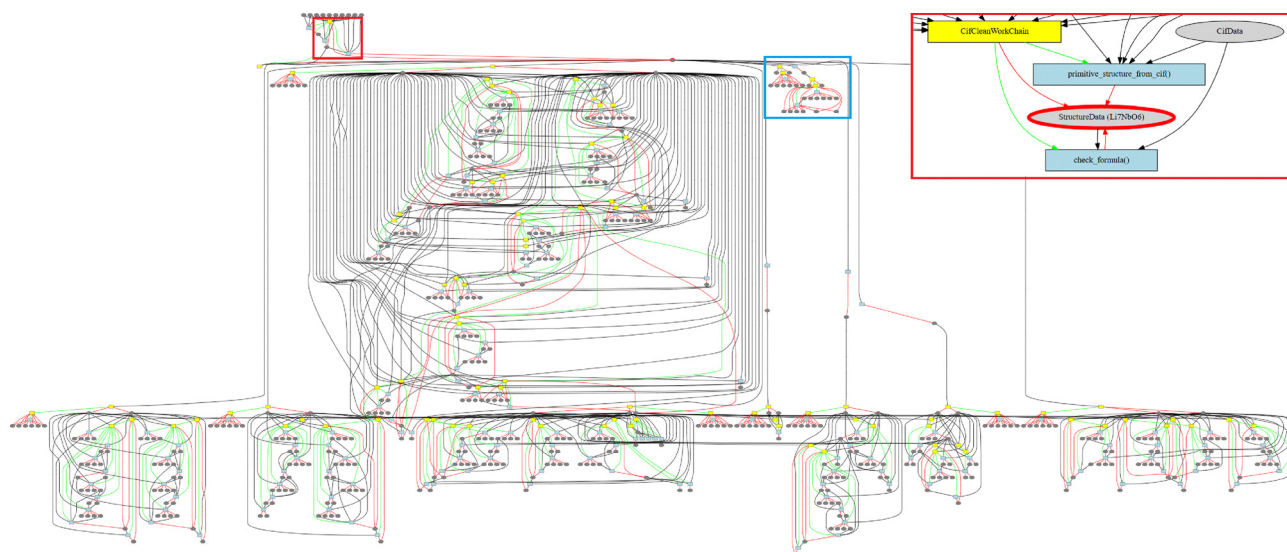 CifCleanWorkChain
CifData
primitive_structure_from_cif()
StructureData (Li7NbO6)
check_formula()